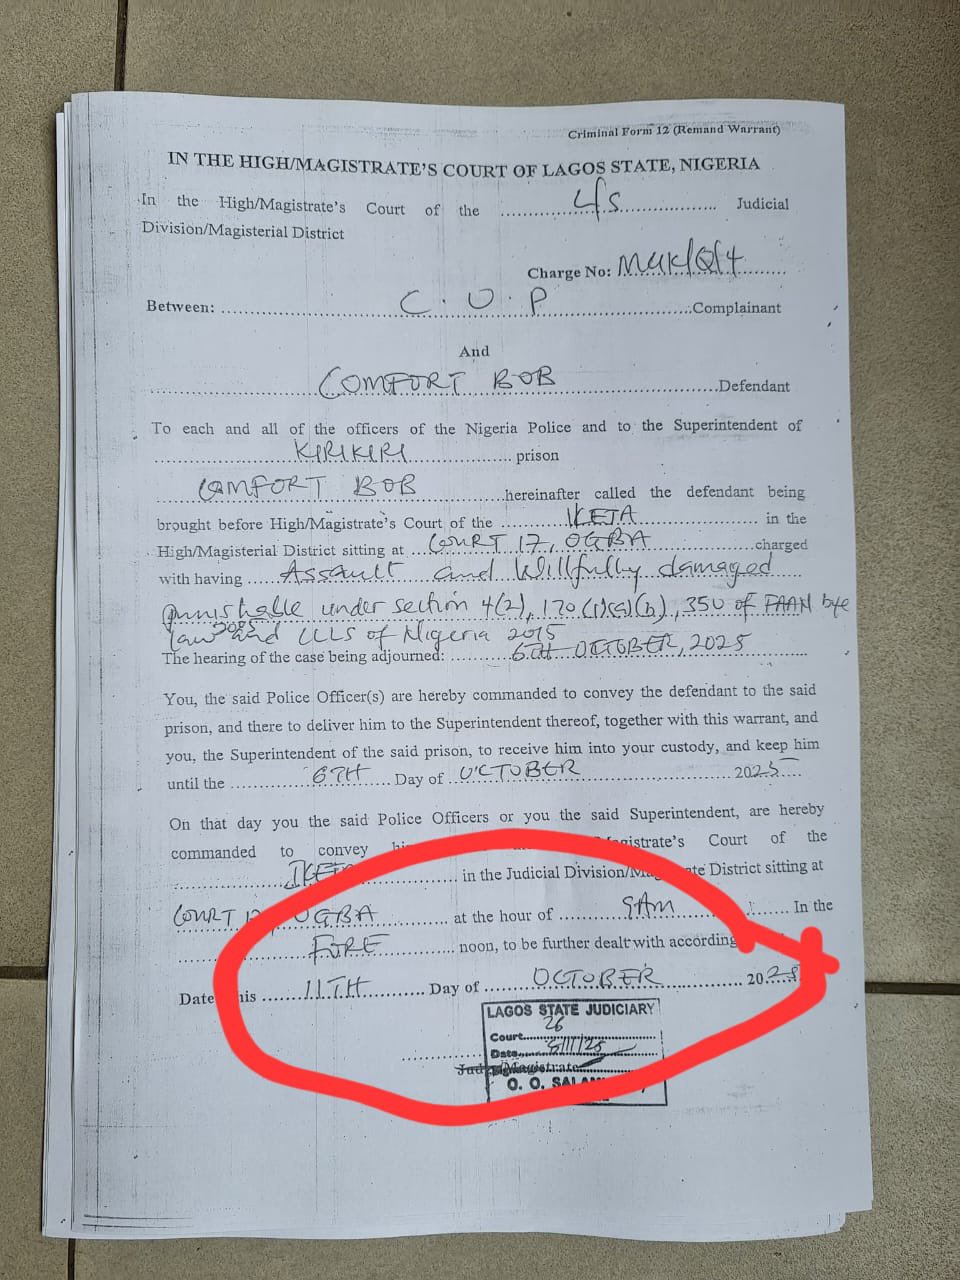 Criminal Form 12 (Remand Warrant)
IN THE HIGH/MAGISTRATE'S COURT OF LAGOS STATE, NIGERIA
In the High/Magistrate's Court of the ........ L/S ........ Judicial
Division/Magisterial District
Charge No:
Between: ........ C.O.P ........ Complainant
And
........ COMFORT BOB ........ Defendant
To each and all of the officers of the Nigeria Police and to the Superintendent of
........ KIRIKIRI ........ prison
........ COMFORT BOB ........ hereinafter called the defendant being
brought before High/Magistrate's Court of the ........ IKEJA ........ in the
High/Magisterial District sitting at ........ COURT 17, OGBA ........ charged
with having ........ Assault and Willfully damaged
punishable under section 4(2), 170 (1)(a)(b), 350 of FAAN bye
law and CCLS of Nigeria 2015
The hearing of the case being adjourned: ........ 6TH OCTOBER, 2025
You, the said Police Officer(s) are hereby commanded to convey the defendant to the said
prison, and there to deliver him to the Superintendent thereof, together with this warrant, and
you, the Superintendent of the said prison, to receive him into your custody, and keep him
until the ........ 6TH ........ Day of ........ OCTOBER ........ 2025
On that day you the said Police Officers or you the said Superintendent, are hereby
commanded to convey Magistrate's Court of the
........ in the Judicial Division/Magistrate District sitting at
COURT OGBA ........ at the hour of ........ 9AM ........ In the
........ FORE ........ noon, to be further dealt with according
Date this ........ 11TH ........ Day of ........ OCTOBER ........ 2025
LAGOS STATE JUDICIARY
Court........ 26
Date........
Magistrate
O. O.